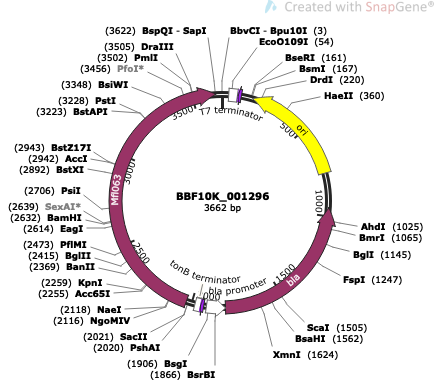 Created with SnapGene®
(3622) BspQI - SapI
BbvCI - Bpu10I (3)
(3505) DraIII
EcoO109I (54)
(3502) PmlI
BseRI (161)
(3456) PfoI*
BsmI (167)
(3348) BsiWI
DrdI (220)
(3228) PstI
HaeII (360)
(3223) BstAPI
3500
T7 terminator
ori
500
(2943) BstZ17I
(2942) AccI
(2892) BstXI
3000
Mfl063
(2706) PsiI
BBF10K_001296
1000
(2639) SexAI*
3662 bp
(2632) BamHI
(2614) EagI
AhdI (1025)
(2473) PflMI
BmrI (1065)
(2415) BglII
2500
BglI (1145)
(2369) BanII
tonB terminator
1500
FspI (1247)
(2259) KpnI
bla promoter
bla
(2255) Acc65I
000
(2118) NaeI
(2116) NgoMIV
ScaI (1505)
(2021) SacII
BsaHI (1562)
(2020) PshAI
XmnI (1624)
(1906) BsgI
(1866) BsrBI